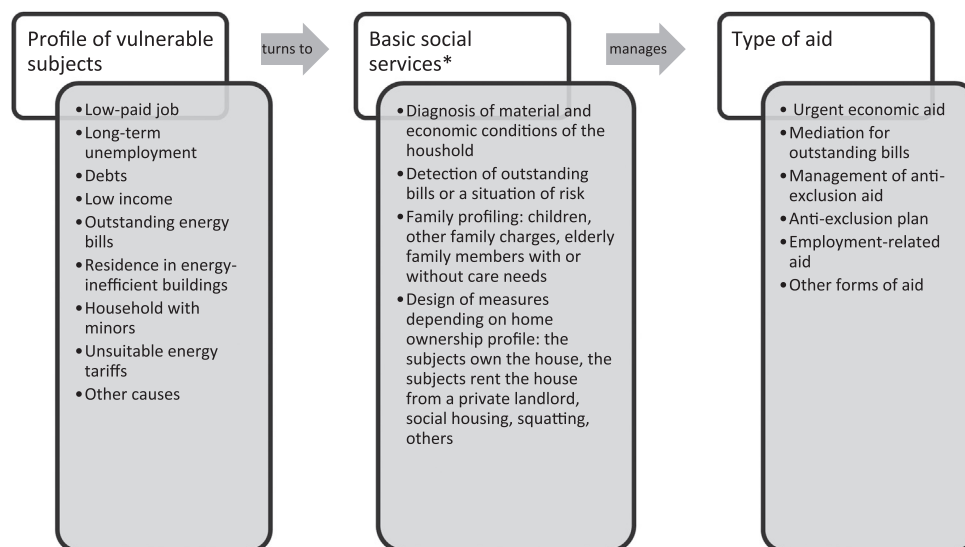 Profile of vulnerable
subjects
turns to
Basic social
services*
manages
Type of aid
• Low-paid job
• Long-term
unemployment
• Debts
• Low income
• Outstanding energy
bills
• Residence in energy-
inefficient buildings
• Household with
minors
• Unsuitable energy
tariffs
• Other causes
• Diagnosis of material and
economic conditions of the
houshold
• Detection of outstanding
bills or a situation of risk
• Family profiling: children,
other family charges, elderly
family members with or
without care needs
• Design of measures
depending on home
ownership profile: the
subjects own the house, the
subjects rent the house
from a private landlord,
social housing, squatting,
others
• Urgent economic aid
• Mediation for
outstanding bills
• Management of anti-
exclusion aid
• Anti-exclusion plan
• Employment-related
aid
• Other forms of aid